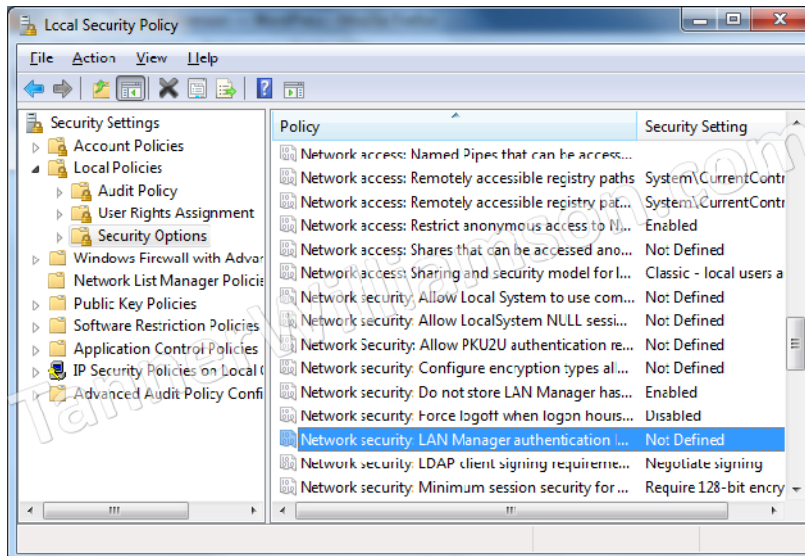 Local Security Policy
File Action View Help
Security Settings
Account Policies
Local Policies
Audit Policy
User Rights Assignment
Security Options
Windows Firewall with Advar
Network List Manager Policie
Public Key Policies
Software Restriction Policies
Application Control Policies
IP Security Policies on Local C
Advanced Audit Policy Confi
Policy Security Setting
Network access: Named Pipes that can be access...
Network access: Remotely accessible registry paths System\CurrentContr
Network access: Remotely accessible registry pat... System\CurrentContr
Network access: Restrict anonymous access to N... Enabled
Network access: Shares that can be accessed ano... Not Defined
Network access: Sharing and security model for l... Classic - local users a
Network security: Allow Local System to use com... Not Defined
Network security: Allow LocalSystem NULL sessi... Not Defined
Network Security: Allow PKU2U authentication re... Not Defined
Network security: Configure encryption types all... Not Defined
Network security: Do not store LAN Manager has... Enabled
Network security: Force logoff when logon hours... Disabled
Network security: LAN Manager authentication l... Not Defined
Network security: LDAP client signing requireme... Negotiate signing
Network security: Minimum session security for ... Require 128-bit encry
TannerWilliamson.com